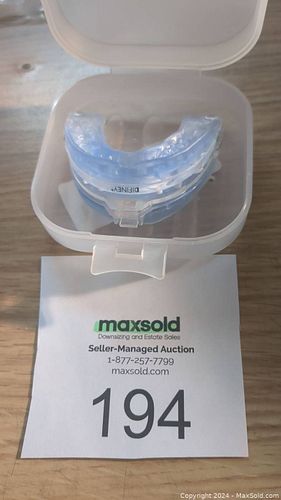 DIFINEY+
maxsold
Downsizing and Estate Sales
Seller-Managed Auction
1-877-257-7799
maxsold.com
194
Copyright © 2024 - MaxSold.com